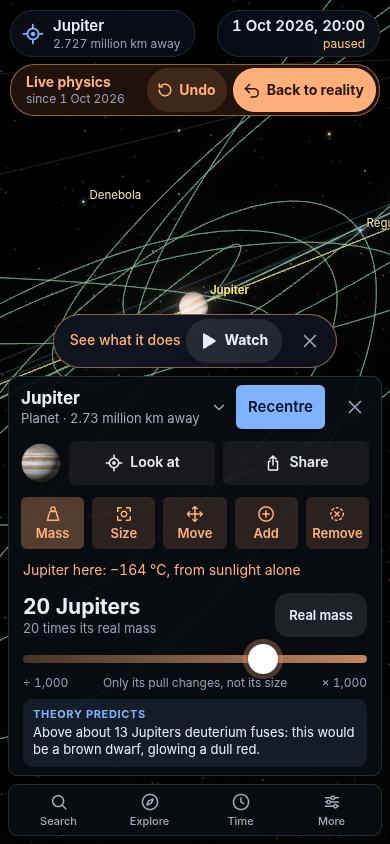 Jupiter
2.727 million km away
1 Oct 2026, 20:00
paused
Live physics
since 1 Oct 2026
Undo
Back to reality
Denebola
Jupiter
See what it does
Watch
Jupiter
Planet · 2.73 million km away
Recentre
Look at
Share
Mass
Size
Move
Add
Remove
Jupiter here: −164 °C, from sunlight alone
20 Jupiters
20 times its real mass
Real mass
÷ 1,000
Only its pull changes, not its size
× 1,000
THEORY PREDICTS
Above about 13 Jupiters deuterium fuses: this would
be a brown dwarf, glowing a dull red.
Search
Explore
Time
More